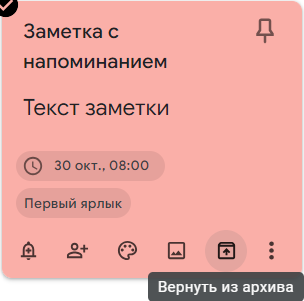 Заметка с
напоминанием
Текст заметки
30 окт., 08:00
Первый ярлык
Вернуть из архива